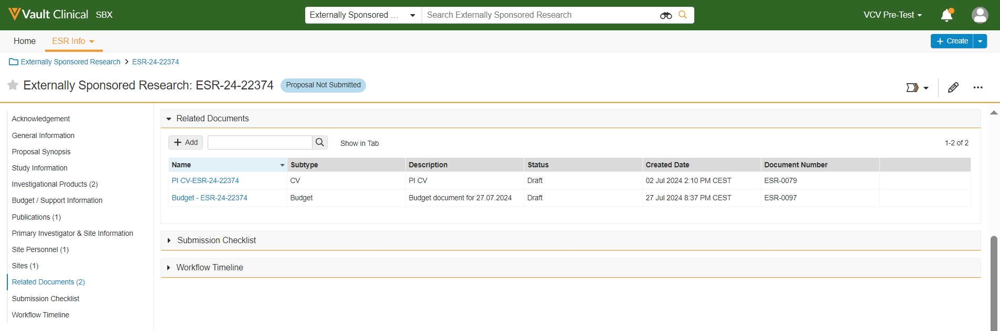 Vault Clinical SBX
Externally Sponsored ... Search Externally Sponsored Research
VCV Pre-Test
Home ESR Info
+ Create
Externally Sponsored Research > ESR-24-22374
Externally Sponsored Research: ESR-24-22374 Proposal Not Submitted
Acknowledgement
General Information
Proposal Synopsis
Study Information
Investigational Products (2)
Budget / Support Information
Publications (1)
Primary Investigator & Site Information
Site Personnel (1)
Sites (1)
Related Documents (2)
Submission Checklist
Workflow Timeline
Related Documents
+ Add Show in Tab 1-2 of 2
Name Subtype Description Status Created Date Document Number
PI CV-ESR-24-22374 CV PI CV Draft 02 Jul 2024 2:10 PM CEST ESR-0079
Budget - ESR-24-22374 Budget Budget document for 27.07.2024 Draft 27 Jul 2024 8:37 PM CEST ESR-0097
Submission Checklist
Workflow Timeline